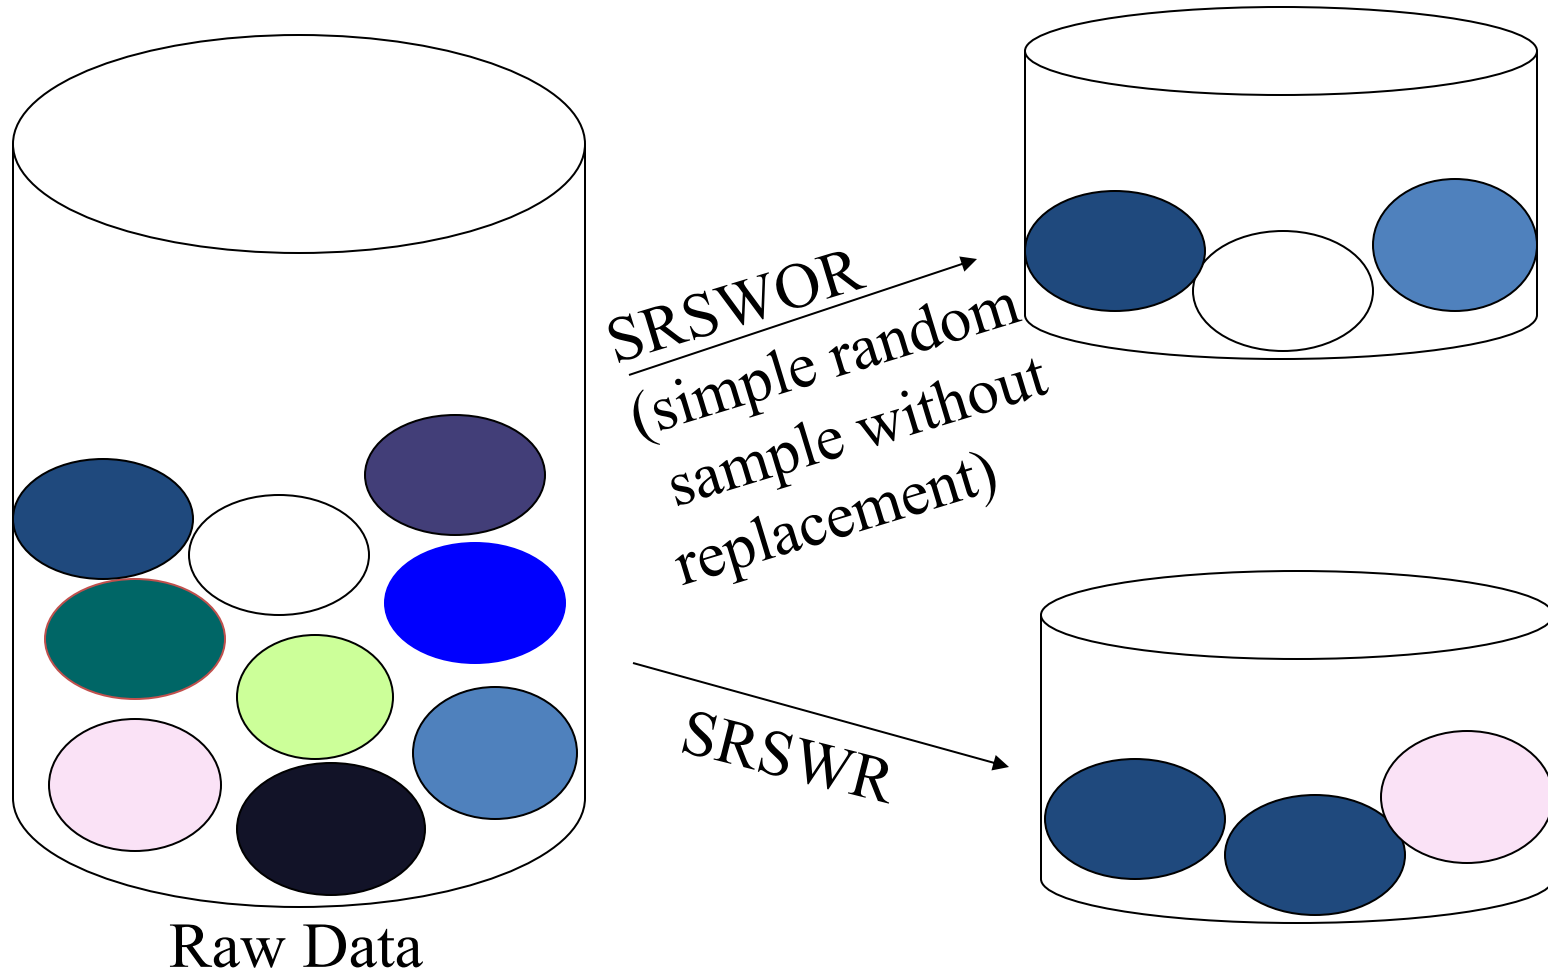 SRSWOR
(simple random
sample without
replacement)
SRSWR
Raw Data